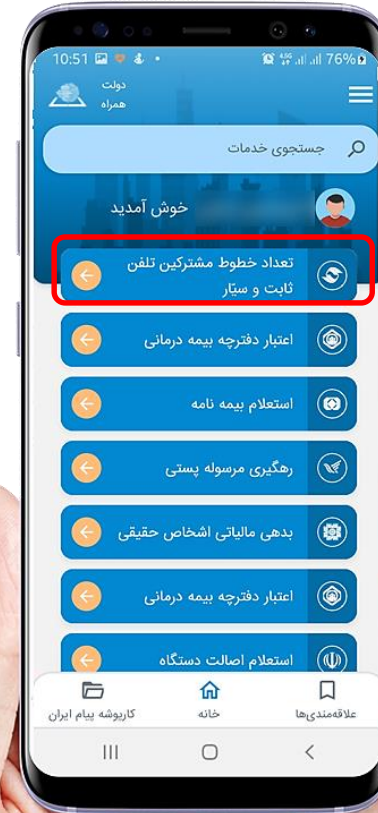 10:51
76%
دولت
همراه
جستجوی خدمات
خوش آمدید
تعداد خطوط مشترکین تلفن
ثابت و سیّار
اعتبار دفترچه بیمه درمانی
استعلام بیمه نامه
رهگیری مرسوله پستی
بدهی مالیاتی اشخاص حقیقی
اعتبار دفترچه بیمه درمانی
استعلام اصالت دستگاه
علاقه‌مندی‌ها
خانه
کارپوشه پیام ایران